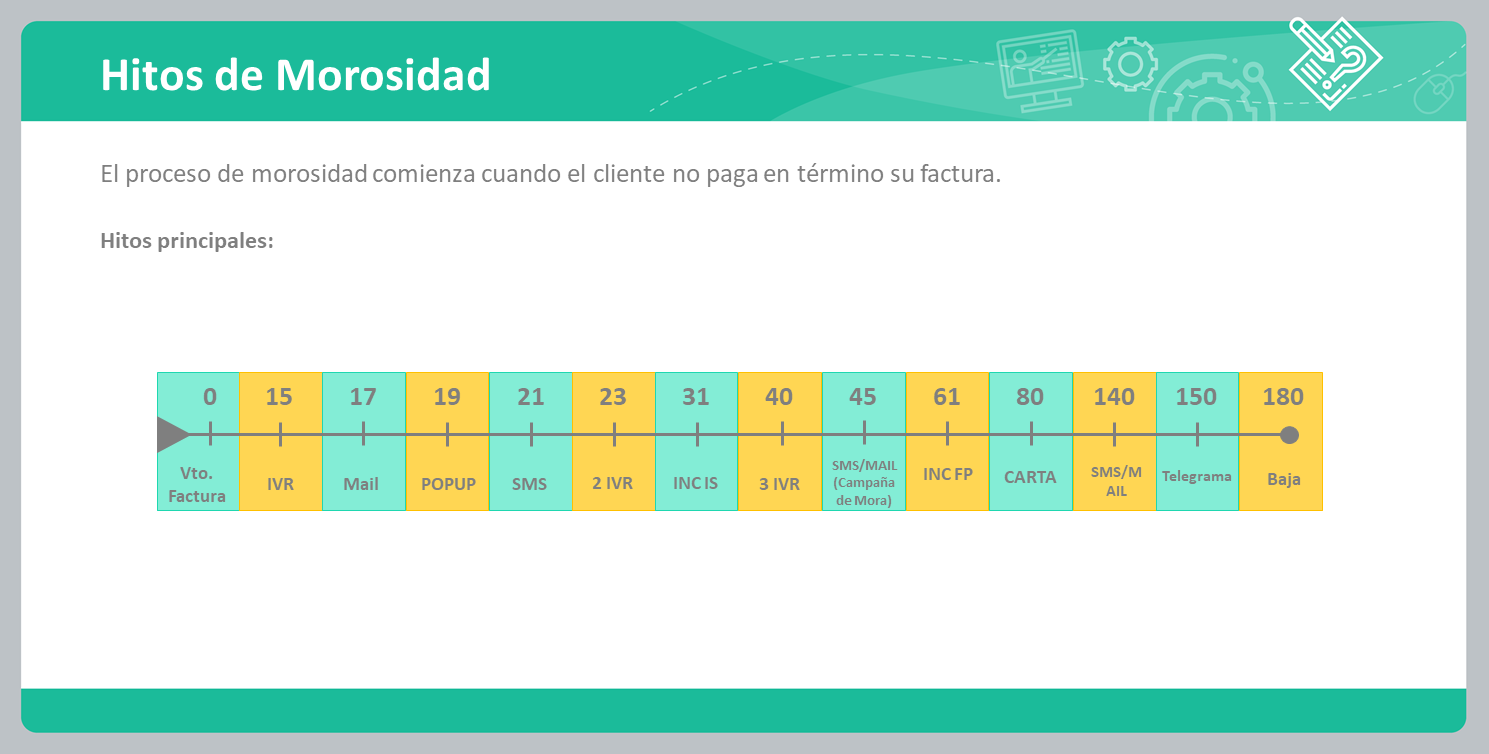 Hitos de Morosidad
El proceso de morosidad comienza cuando el cliente no paga en término su factura.
Hitos principales:
0 15 17 19 21 23 31 40 45 61 80 140 150 180
Vto.
Factura
IVR
Mail
POPUP
SMS
2 IVR
INC IS
3 IVR
SMS/MAIL
(Campaña
de Mora)
INC FP
CARTA
SMS/M
AIL
Telegrama
Baja